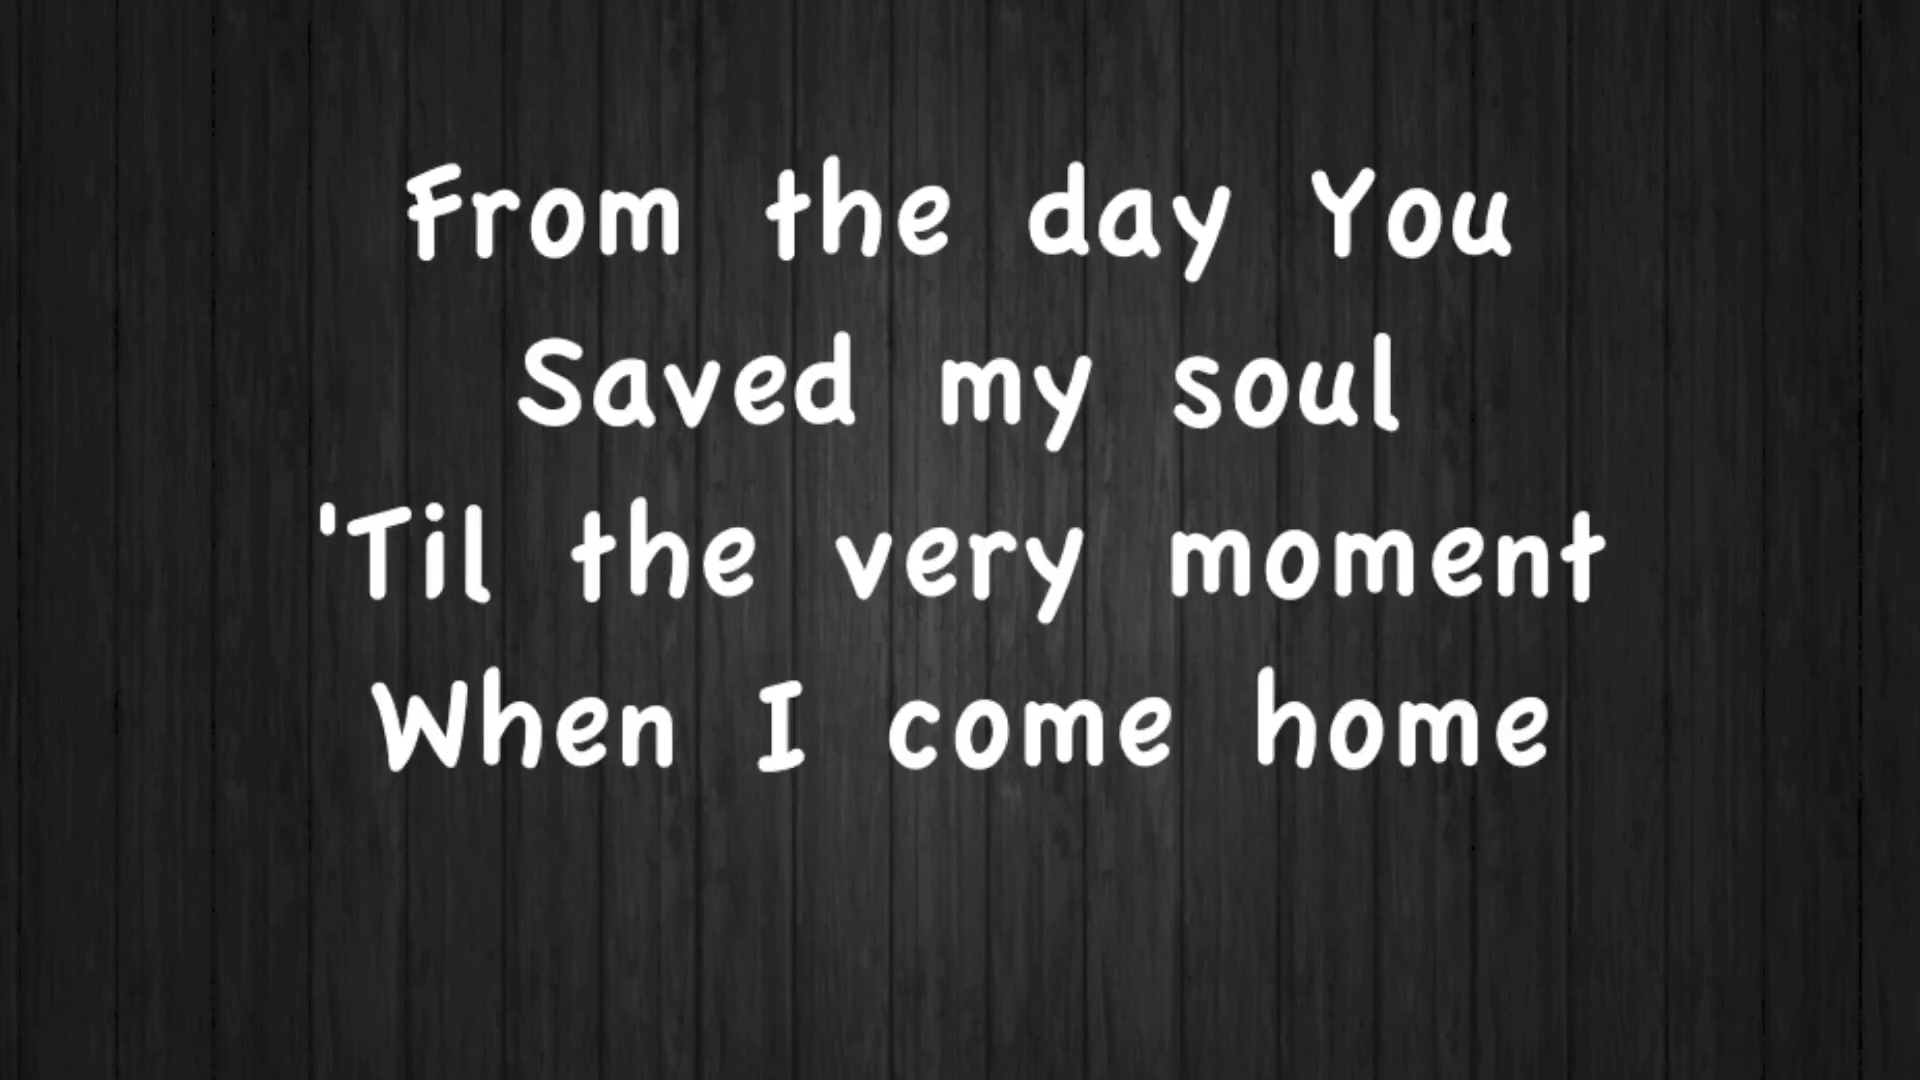 From the day You
Saved my soul
'Til the very moment
When I come home